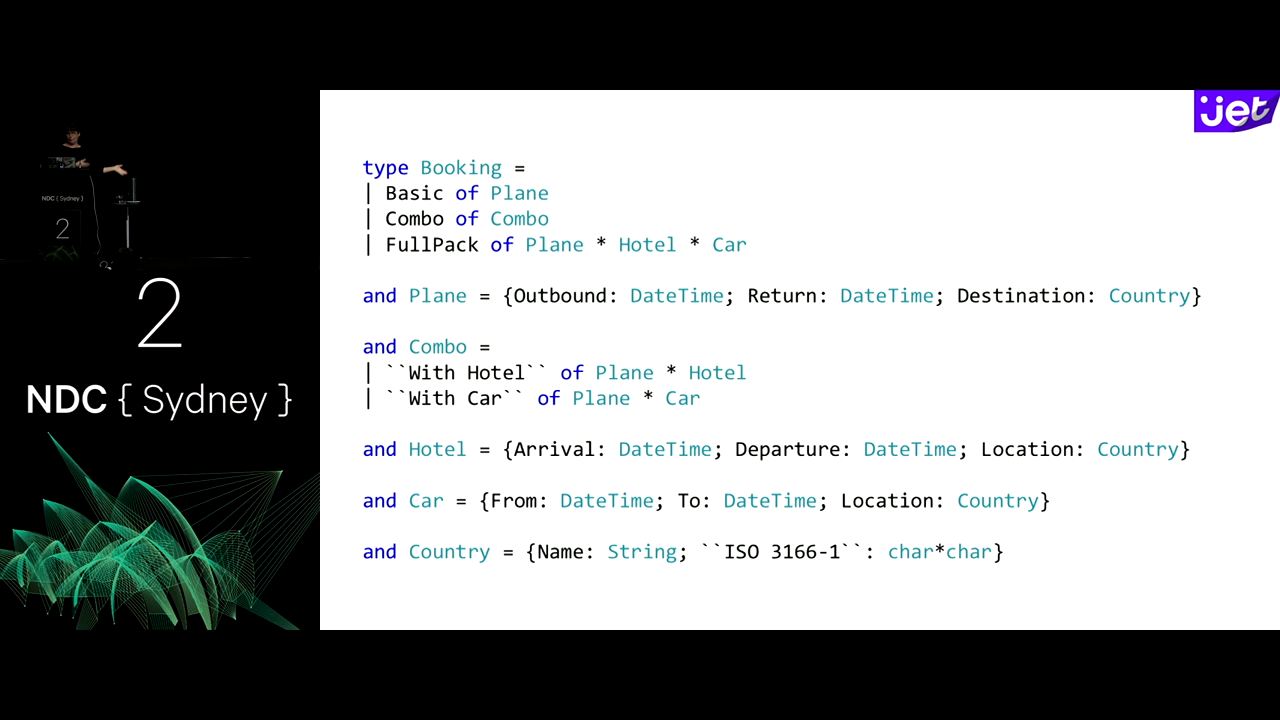 jet
type Booking =
| Basic of Plane
| Combo of Combo
| FullPack of Plane * Hotel * Car
and Plane = {Outbound: DateTime; Return: DateTime; Destination: Country}
and Combo =
| ``With Hotel`` of Plane * Hotel
| ``With Car`` of Plane * Car
and Hotel = {Arrival: DateTime; Departure: DateTime; Location: Country}
and Car = {From: DateTime; To: DateTime; Location: Country}
and Country = {Name: String; ``ISO 3166-1``: char*char}
NDC { Sydney }
2
2
NDC { Sydney }